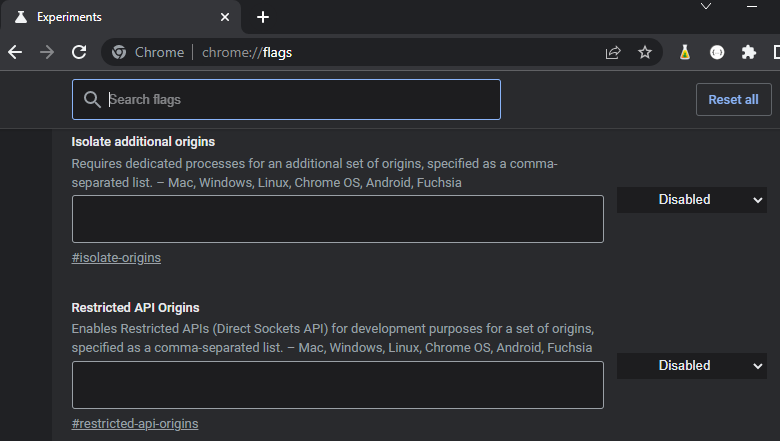 Experiments
Chrome
chrome://flags
Search flags
Reset all
Isolate additional origins
Requires dedicated processes for an additional set of origins, specified as a comma-
separated list. – Mac, Windows, Linux, Chrome OS, Android, Fuchsia
Disabled
#isolate-origins
Restricted API Origins
Enables Restricted APIs (Direct Sockets API) for development purposes for a set of origins,
specified as a comma-separated list. – Mac, Windows, Linux, Chrome OS, Android, Fuchsia
Disabled
#restricted-api-origins